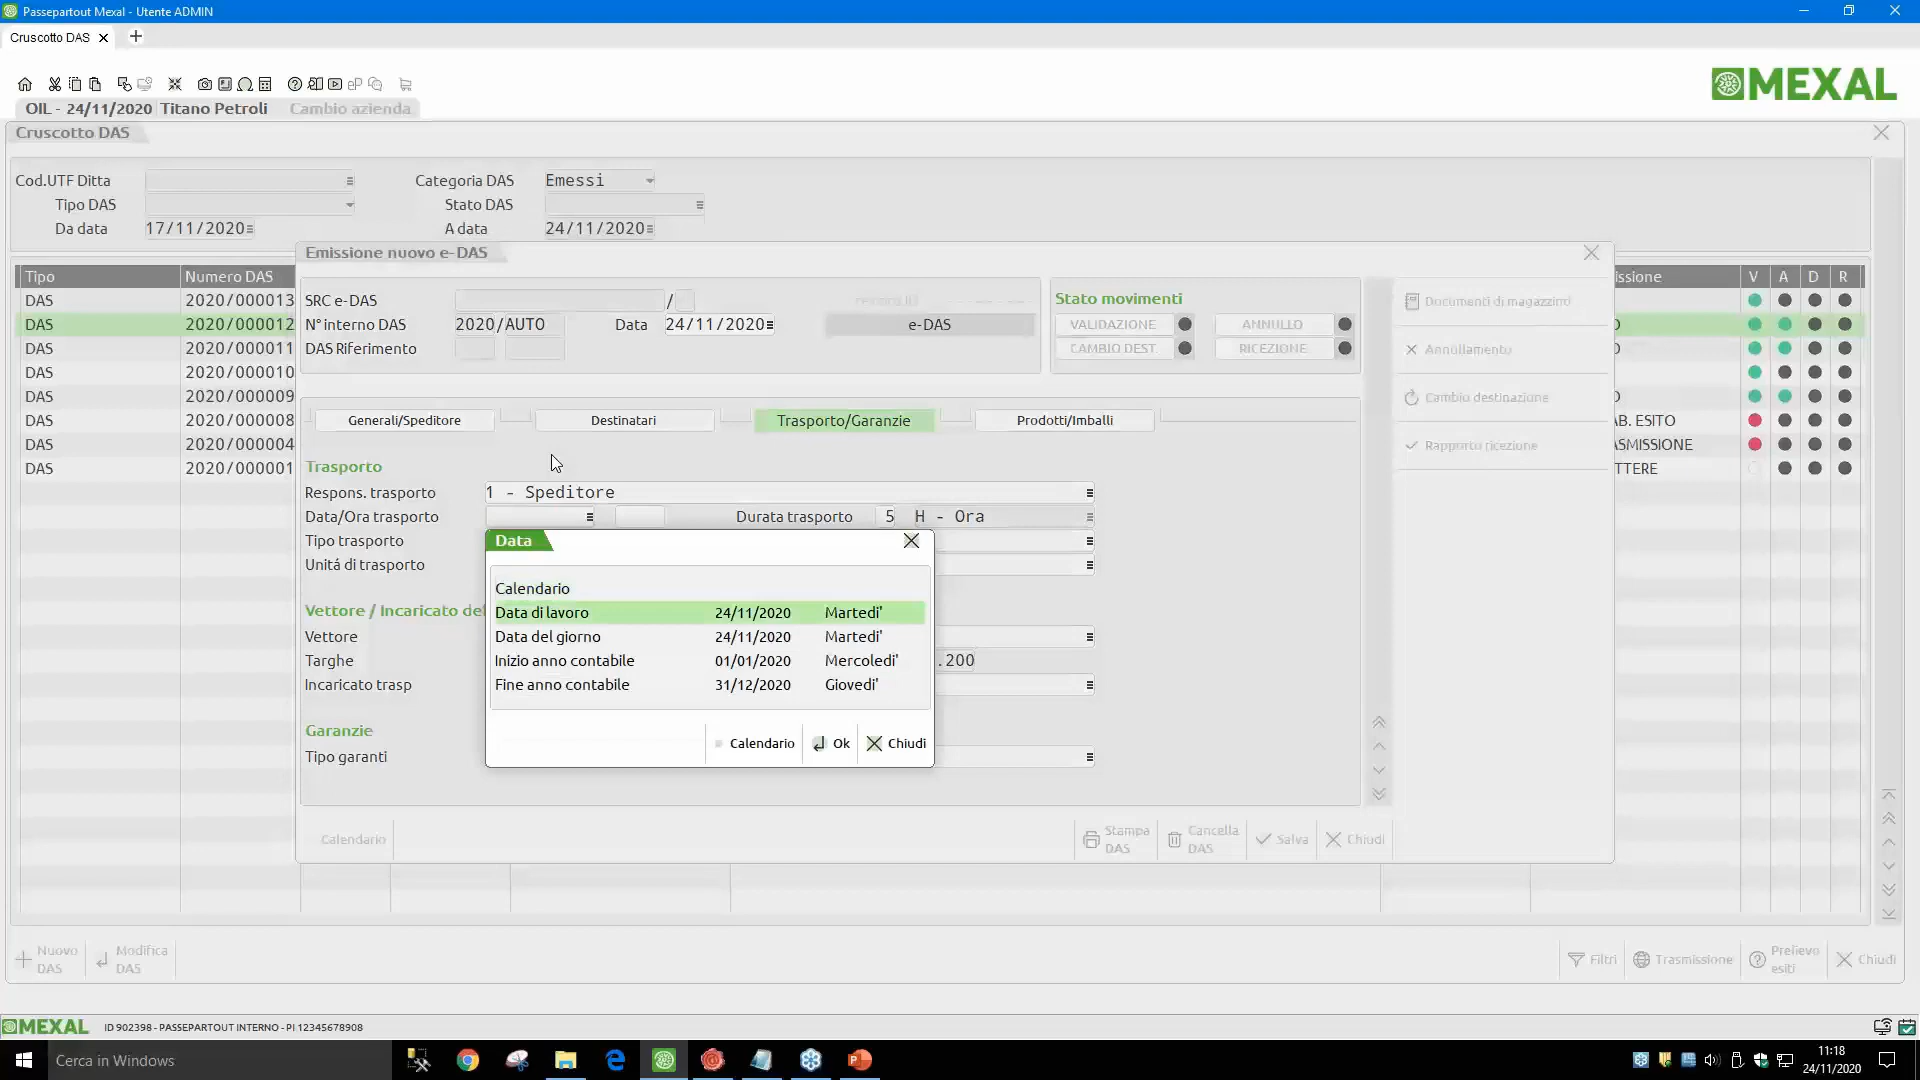 Passepartout Mexal - Utente ADMIN
Cruscotto DAS
MEXAL
OIL - 24/11/2020 Titano Petroli Cambio azienda
Cruscotto DAS
Cod.UTF Ditta Categoria DAS Emessi
Tipo DAS Stato DAS
Da data 17/11/2020 A data 24/11/2020
Emissione nuovo e-DAS
Tipo Numero DAS issione V A D R
DAS 2020/000013
DAS 2020/000012
DAS 2020/000011
DAS 2020/000010
DAS 2020/000009
DAS 2020/000008 AB. ESITO
DAS 2020/000004 ASMISSIONE
DAS 2020/000001 TTERE
SRC e-DAS /
N° interno DAS 2020/AUTO Data 24/11/2020 e-DAS
DAS Riferimento
Stato movimenti
VALIDAZIONE ANNULLO
CAMBIO DEST. RICEZIONE
Documenti di magazzino
Annullamento
Cambio destinazione
Rapporto ricezione
Generali/Speditore Destinatari Trasporto/Garanzie Prodotti/Imballi
Trasporto
Respons. trasporto 1 - Speditore
Data/Ora trasporto Durata trasporto 5 H - Ora
Tipo trasporto
Unitá di trasporto
Vettore / Incaricato del
Vettore
Targhe .200
Incaricato trasp
Garanzie
Tipo garanti
Data
Calendario
Data di lavoro 24/11/2020 Martedi'
Data del giorno 24/11/2020 Martedi'
Inizio anno contabile 01/01/2020 Mercoledi'
Fine anno contabile 31/12/2020 Giovedi'
Calendario Ok Chiudi
Calendario Stampa DAS Cancella DAS Salva Chiudi
Nuovo DAS Modifica DAS Filtri Trasmissione Prelievo esiti Chiudi
MEXAL ID 902398 - PASSEPARTOUT INTERNO - PI 12345678908
Cerca in Windows
11:18
24/11/2020